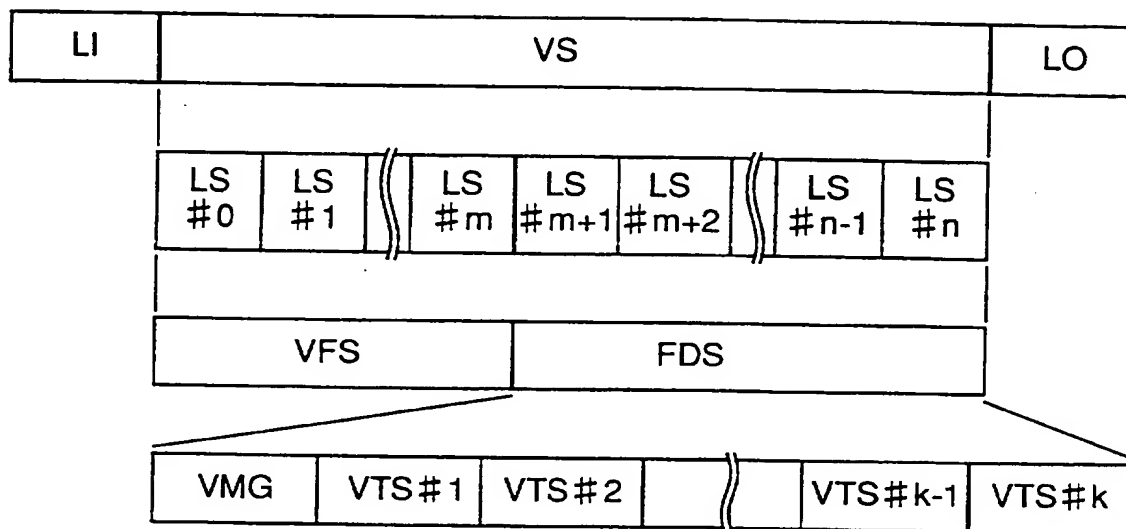 LI VS LO
LS #0 LS #1 LS #m LS #m+1 LS #m+2 LS #n-1 LS #n
VFS FDS
VMG VTS#1 VTS#2 VTS#k-1 VTS#k